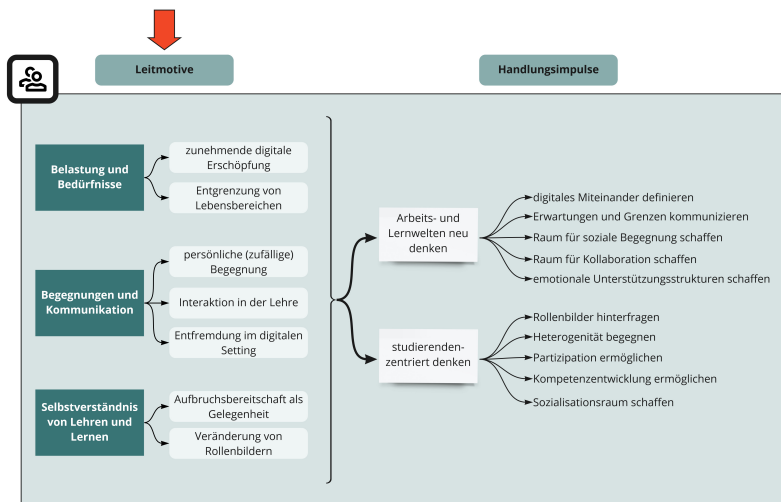 Leitmotive
Handlungsimpulse
Belastung und
Bedürfnisse
zunehmende digitale
Erschöpfung
Entgrenzung von
Lebensbereichen
Begegnungen und
Kommunikation
persönliche (zufällige)
Begegnung
Interaktion in der Lehre
Entfremdung im digitalen
Setting
Selbstverständnis
von Lehren und
Lernen
Aufbruchsbereitschaft als
Gelegenheit
Veränderung von
Rollenbildern
Arbeits- und
Lernwelten neu
denken
digitales Miteinander definieren
Erwartungen und Grenzen kommunizieren
Raum für soziale Begegnung schaffen
Raum für Kollaboration schaffen
emotionale Unterstützungsstrukturen schaffen
studierenden-
zentriert denken
Rollenbilder hinterfragen
Heterogenität begegnen
Partizipation ermöglichen
Kompetenzentwicklung ermöglichen
Sozialisationsraum schaffen